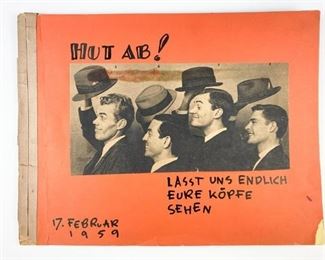 HUT AB!
LASST UNS ENDLICH
EURE KÖPFE
SEHEN
17. FEBRUAR
1959